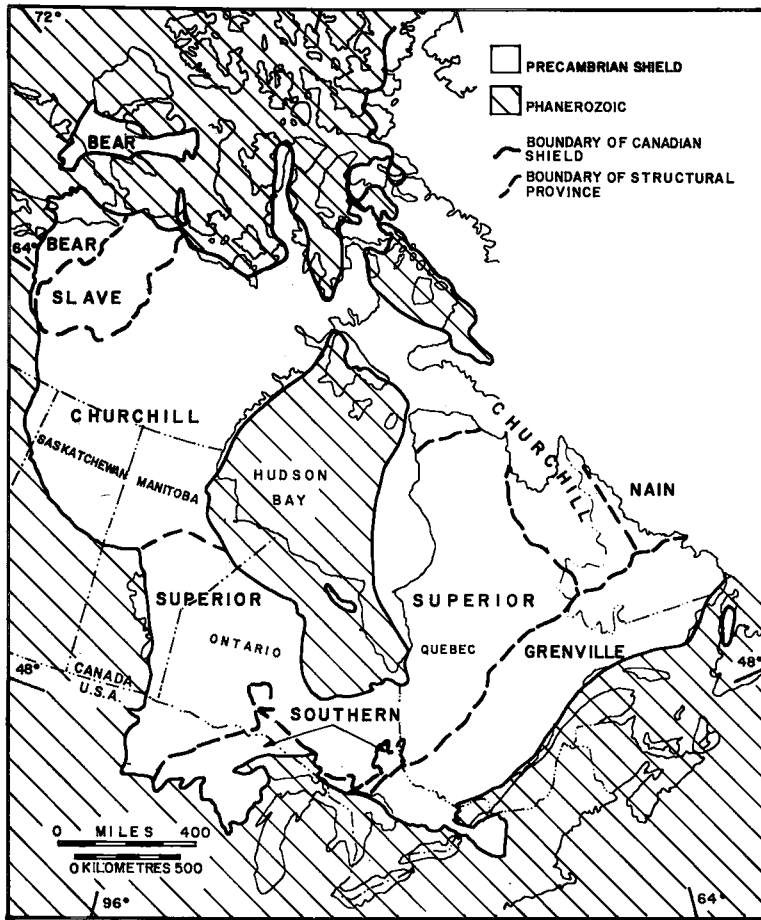 72°
PRECAMBRIAN SHIELD
PHANEROZOIC
BOUNDARY OF CANADIAN
SHIELD
BOUNDARY OF STRUCTURAL
PROVINCE
BEAR
64°
BEAR
SLAVE
CHURCHILL
CHURCHILL
SASKATCHEWAN
MANITOBA
HUDSON
BAY
NAIN
SUPERIOR
SUPERIOR
ONTARIO
QUEBEC
GRENVILLE
48°
CANADA
U.S.A
48°
SOUTHERN
0 MILES 400
0 KILOMETRES 500
96°
64°